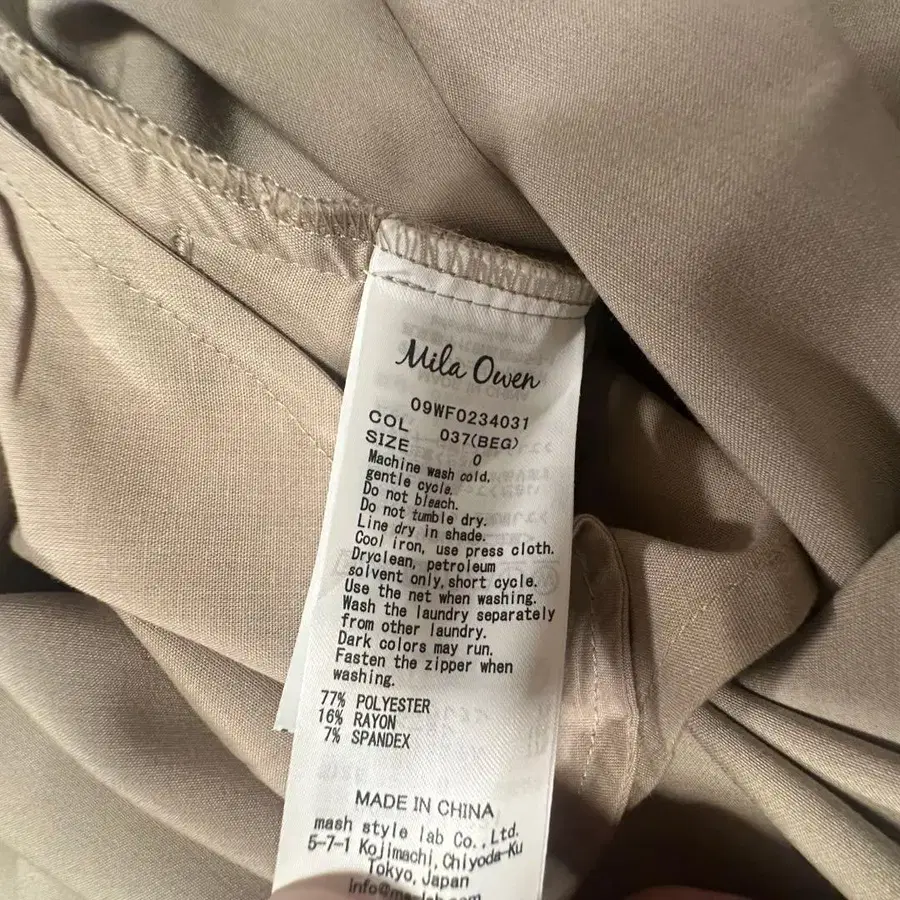 Mila Owen
09WF0234031
COL 037(BEG)
SIZE 0
Machine wash cold.
gentle cycle.
Do not bleach.
Do not tumble dry.
Line dry in shade.
Cool iron, use press cloth.
Dryclean, petroleum
solvent only, short cycle.
Use the net when washing.
Wash the laundry separately
from other laundry.
Dark colors may run.
Fasten the zipper when
washing.
77% POLYESTER
16% RAYON
7% SPANDEX
MADE IN CHINA
mash style lab Co., Ltd.
5-7-1 Kojimachi, Chiyoda-Ku
Tokyo, Japan